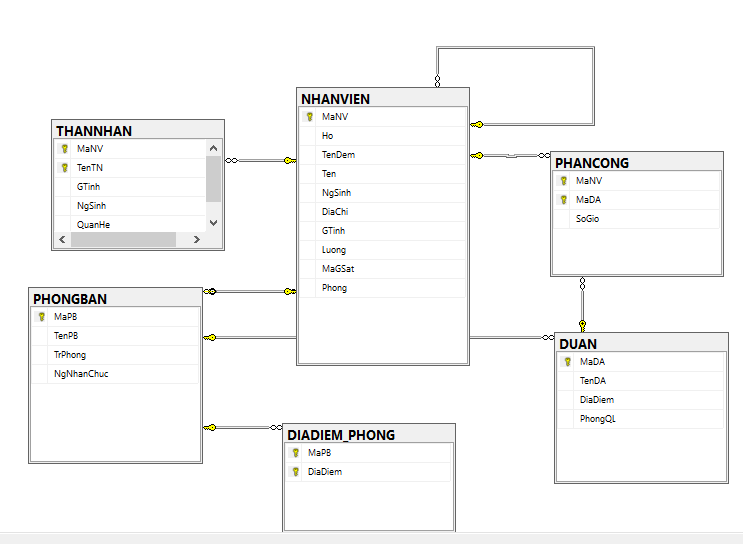 NHANVIEN
MaNV
Ho
TenDem
Ten
NgSinh
DiaChi
GTinh
Luong
MaGSat
Phong
THANNHAN
MaNV
TenTN
GTinh
NgSinh
QuanHe
PHANCONG
MaNV
MaDA
SoGio
PHONGBAN
MaPB
TenPB
TrPhong
NgNhanChuc
DUAN
MaDA
TenDA
DiaDiem
PhongQL
DIADIEM_PHONG
MaPB
DiaDiem